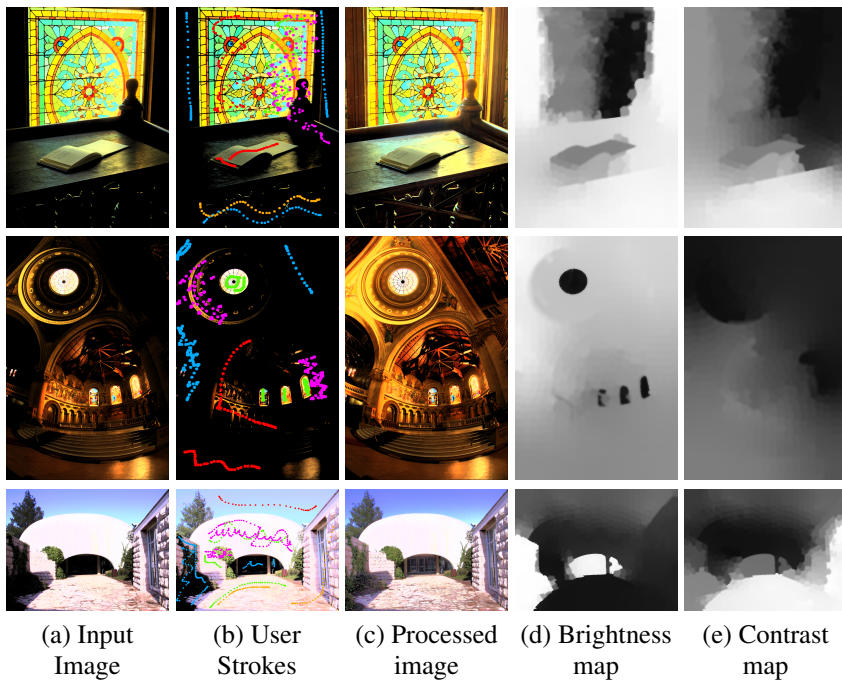 (a) Input
Image
(b) User
Strokes
(c) Processed
image
(d) Brightness
map
(e) Contrast
map